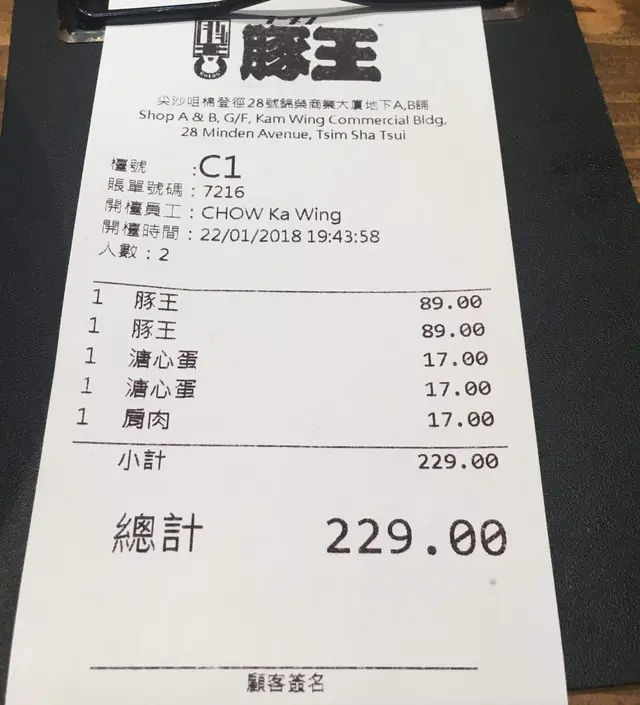 豚王
尖沙咀棉登徑28號錦榮商業大廈地下A,B舖
Shop A & B, G/F, Kam Wing Commercial Bldg,
28 Minden Avenue, Tsim Sha Tsui
檯號 :C1
賬單號碼 : 7216
開檯員工 : CHOW Ka Wing
開檯時間 : 22/01/2018 19:43:58
人數 : 2
1 豚王 89.00
1 豚王 89.00
1 溏心蛋 17.00
1 溏心蛋 17.00
1 肩肉 17.00
小計 229.00
總計 229.00
顧客簽名